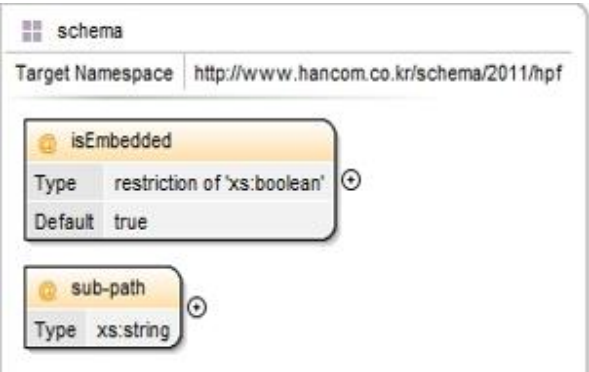 schema
Target Namespace http://www.hancom.co.kr/schema/2011/hpf
@ isEmbedded
Type restriction of 'xs:boolean'
Default true
@ sub-path
Type xs:string